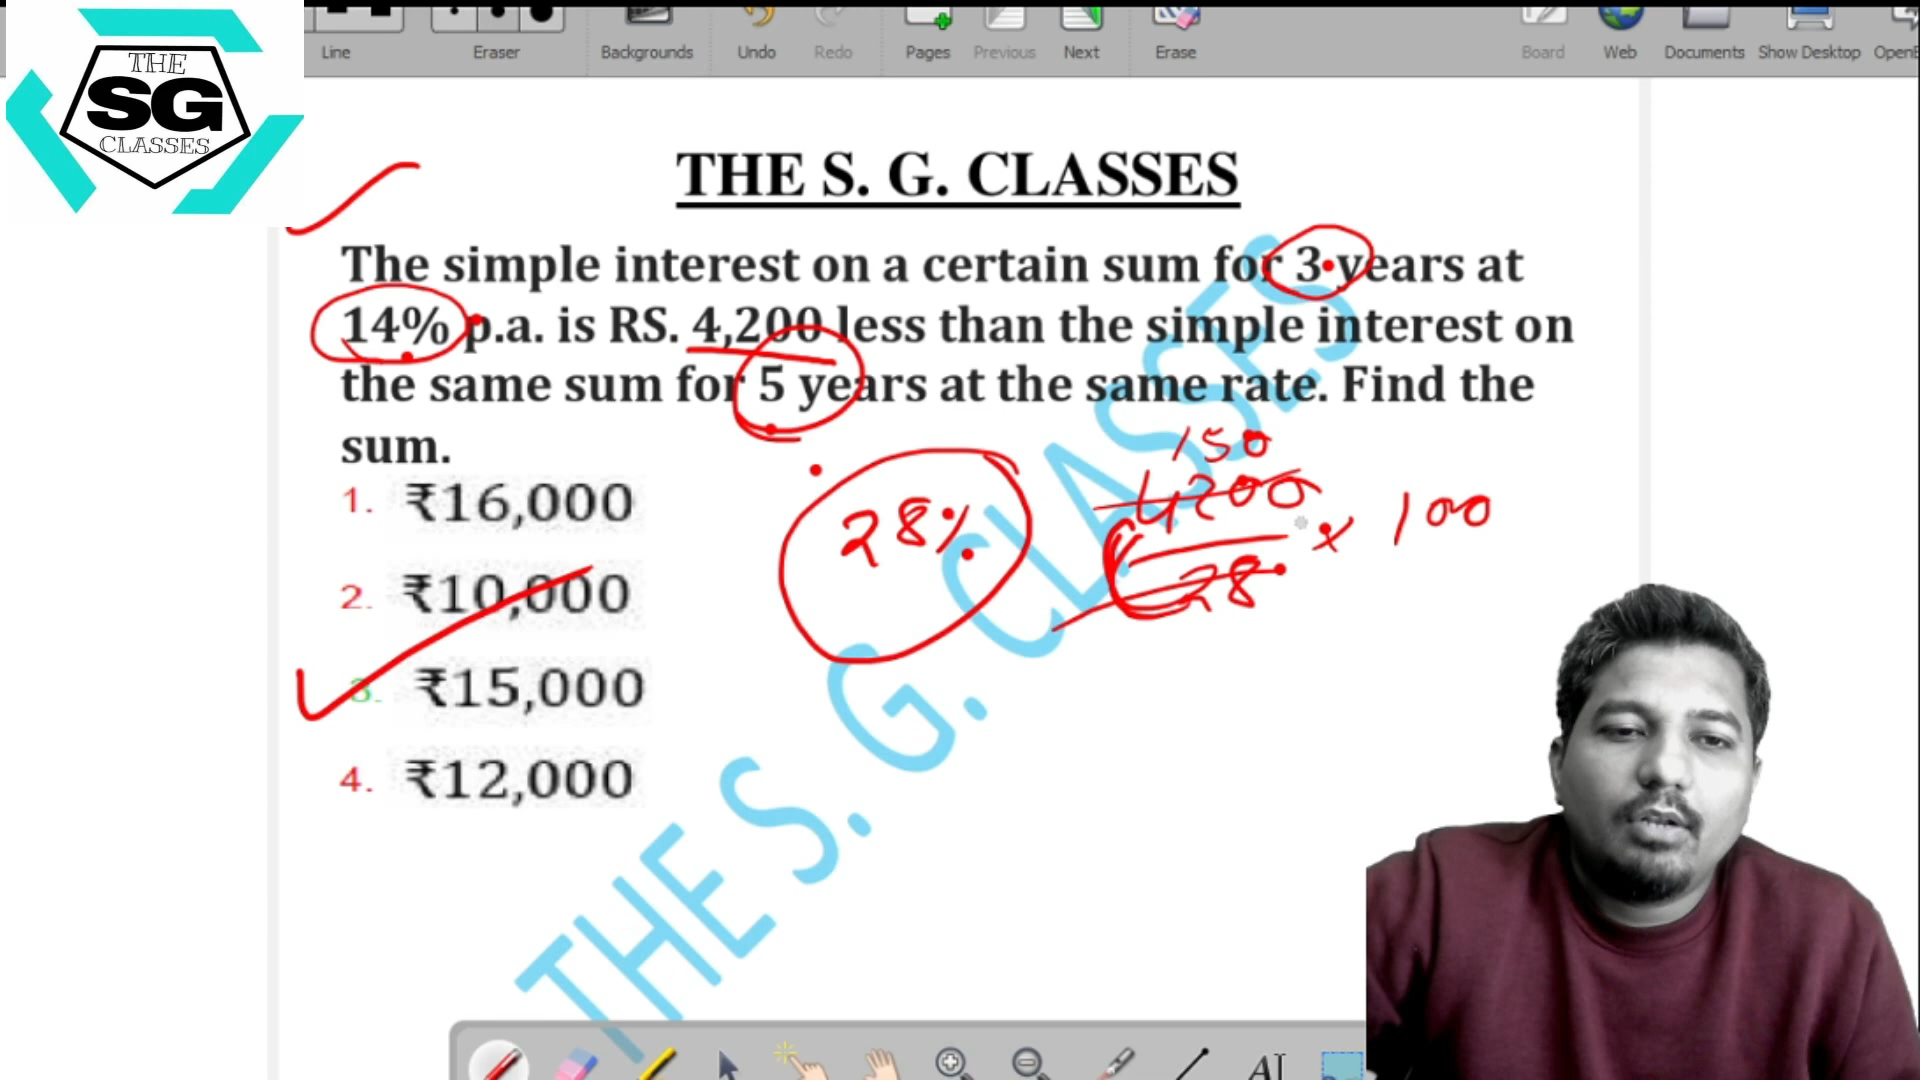 Line Eraser Backgrounds Undo Redo Pages Previous Next Erase Board Web Documents Show Desktop
THE
SG
CLASSES
THE S. G. CLASSES
The simple interest on a certain sum for 3 years at
14% p.a. is RS. 4,200 less than the simple interest on
the same sum for 5 years at the same rate. Find the
sum.
1. ₹16,000
2. ₹10,000
3. ₹15,000
4. ₹12,000
28%
150
4200
28
× 100
THE S. G. CLASSES
AI